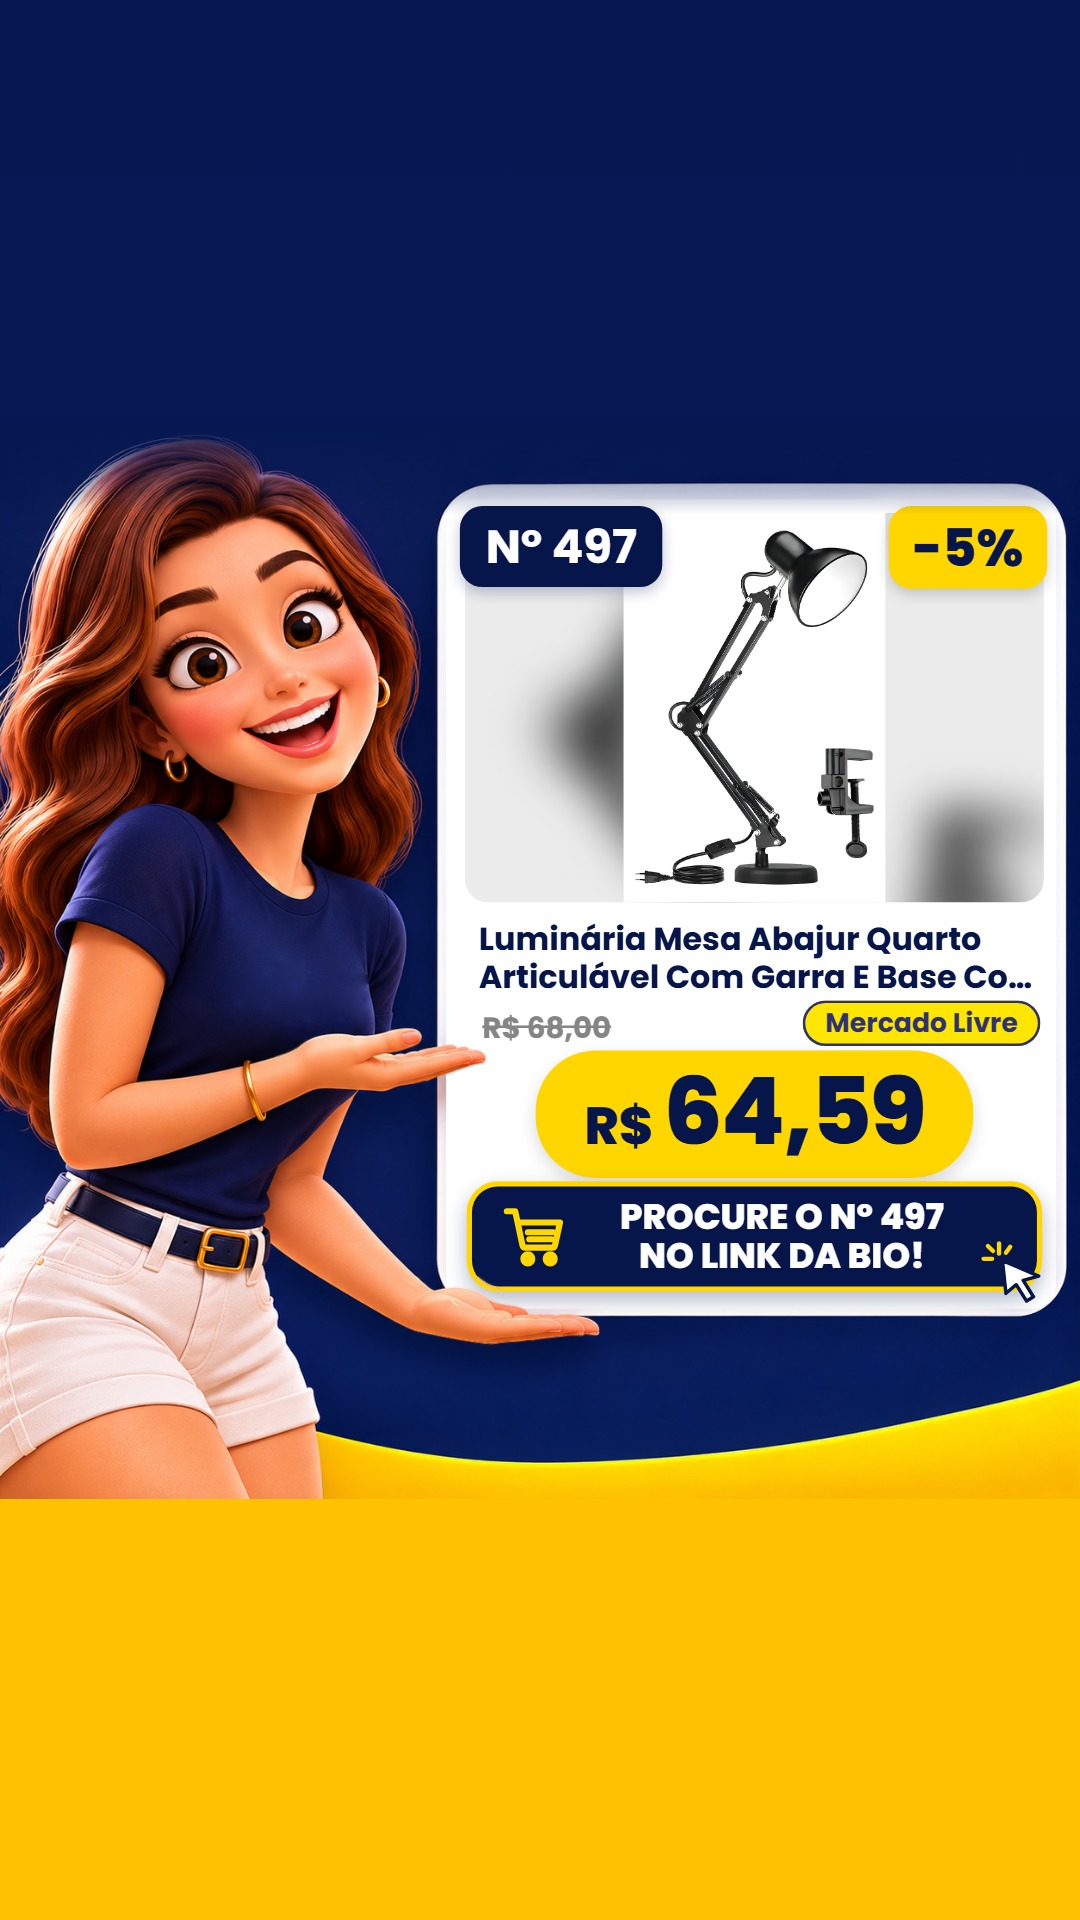 Nº 497
-5%
Luminária Mesa Abajur Quarto
Articulável Com Garra E Base Co...
R$ 68,00
Mercado Livre
R$ 64,59
PROCURE O Nº 497
NO LINK DA BIO!